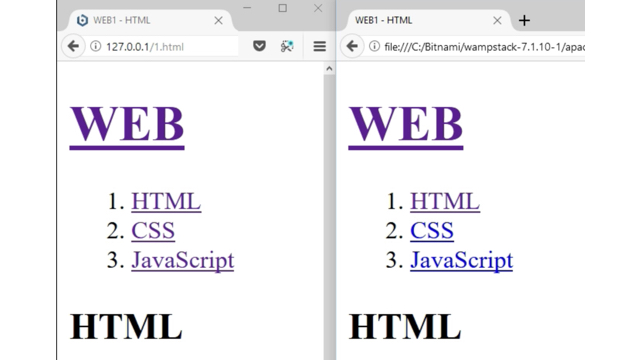 WEB1 - HTML
127.0.0.1/1.html
WEB
1. HTML
2. CSS
3. JavaScript
HTML
WEB1 - HTML
file:///C:/Bitnami/wampstack-7.1.10-1/apac
WEB
1. HTML
2. CSS
3. JavaScript
HTML